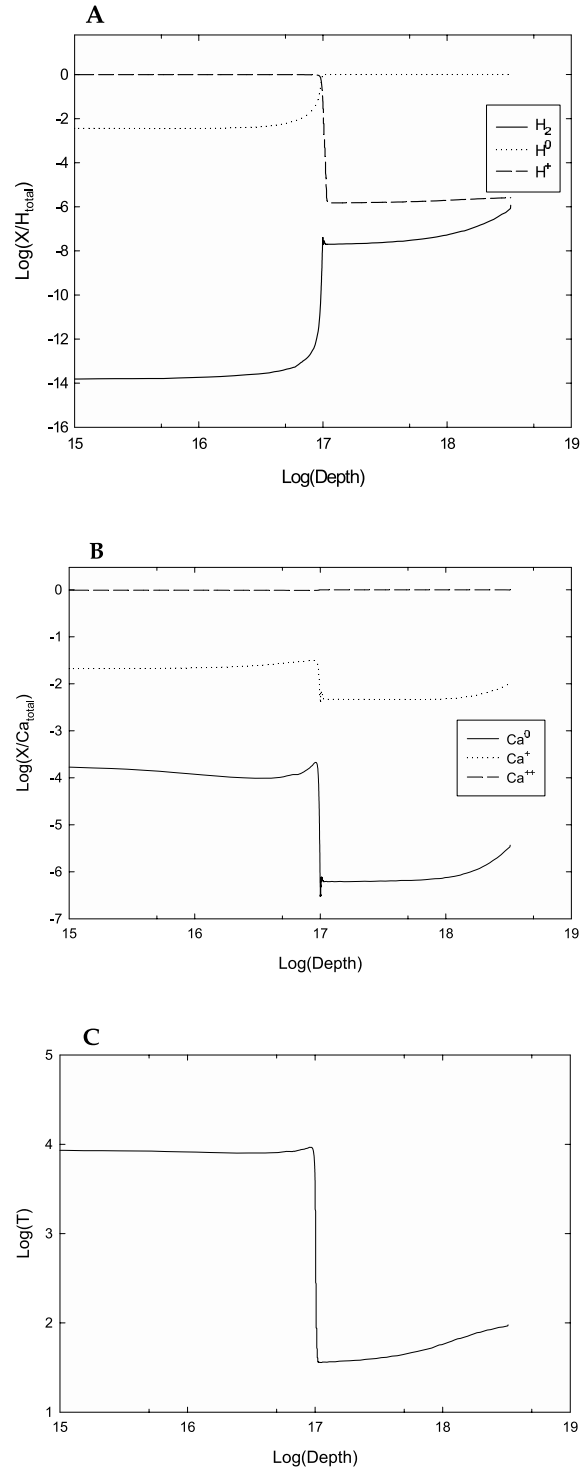 A
0
-2
-4
-6
-8
-10
-12
-14
-16
15 16 17 18 19
Log(X/H_total)
Log(Depth)
H₂
H⁰
H⁺
B
0
-1
-2
-3
-4
-5
-6
-7
15 16 17 18 19
Log(X/Ca_total)
Log(Depth)
Ca⁰
Ca⁺
Ca⁺⁺
C
5
4
3
2
1
15 16 17 18 19
Log(T)
Log(Depth)